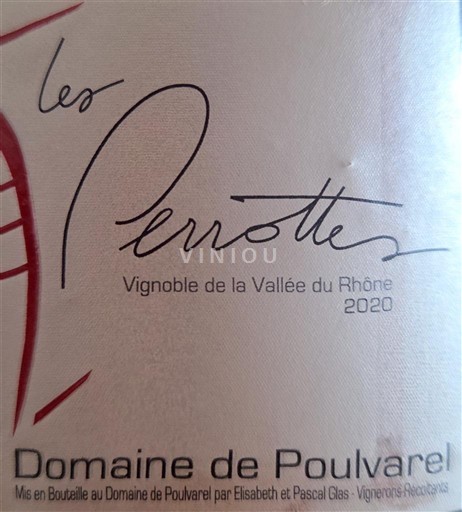 Les
Perrottes
VINIOU
Vignoble de la Vallée du Rhône
2020
Domaine de Poulvarel
Mis en Bouteille au Domaine de Poulvarel par Elisabeth et Pascal Glas - Vignerons Récoltants